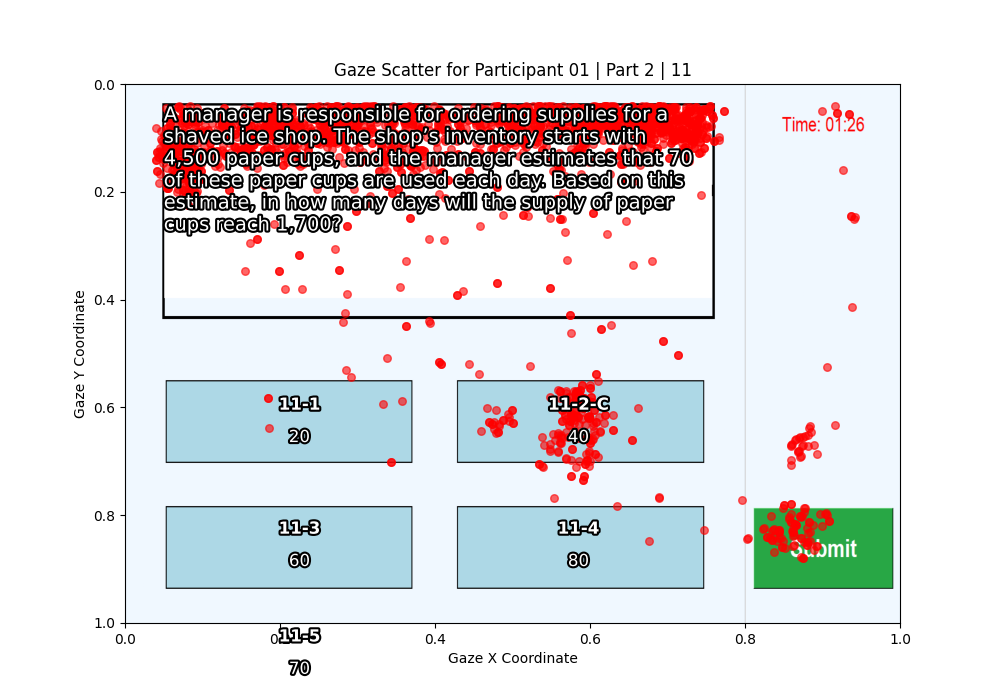 Gaze Scatter for Participant 01 | Part 2 | 11
A manager is responsible for ordering supplies for a
shaved ice shop. The shop's inventory starts with
4,500 paper cups, and the manager estimates that 70
of these paper cups are used each day. Based on this
estimate, in how many days will the supply of paper
cups reach 1,700?
Time: 01:26
11-1
20
11-2-C
40
11-3
60
11-4
80
Submit
11-5
70
0.0
0.2
0.4
0.6
0.8
1.0
Gaze Y Coordinate
0.0
0.2
0.4
0.6
0.8
1.0
Gaze X Coordinate